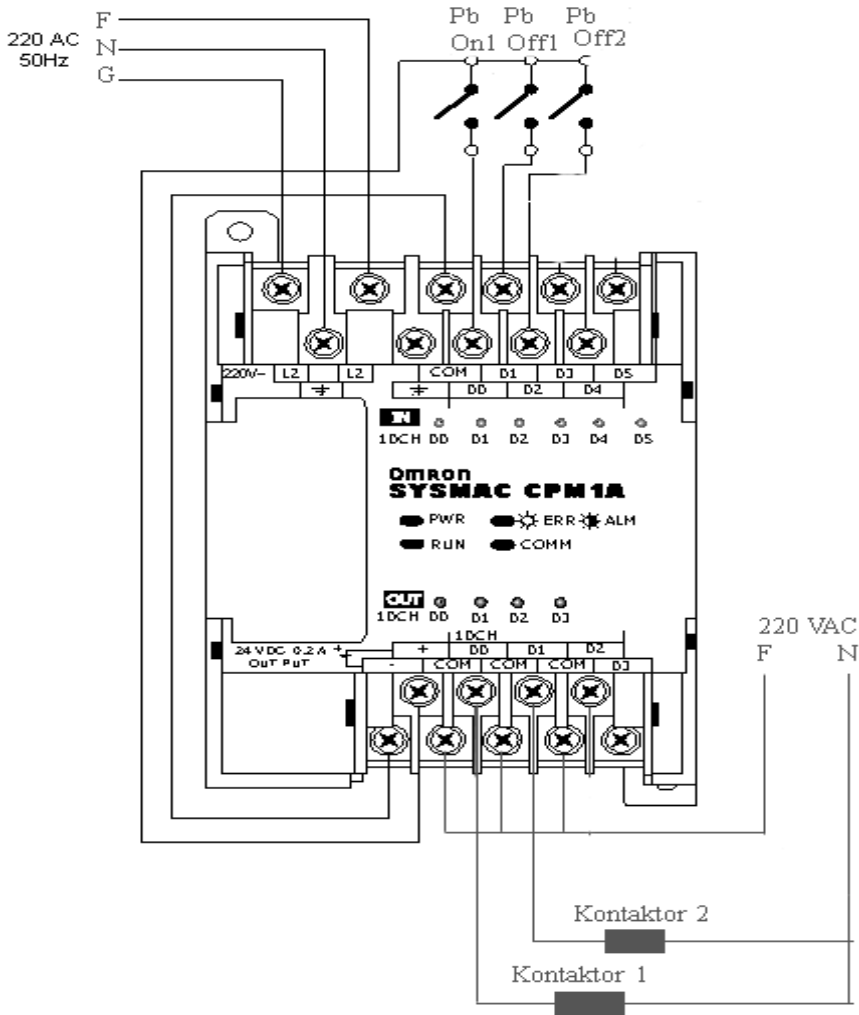 220 AC
50Hz
F
N
G
Pb Pb Pb
On1 Off1 Off2
220V~ L2 L2 COM D1 D3 D5
DD D2 D4
IN
1DCH DD D1 D2 D3 D4 D5
Omron
SYSMAC CPM1A
PWR ERR ALM
RUN COMM
OUT
1DCH DD D1 D2 D3
1DCH
24 VDC 0.2 A + + DD D1 D2
OUT PUT - - COM COM COM D3
220 VAC
F N
Kontaktor 2
Kontaktor 1